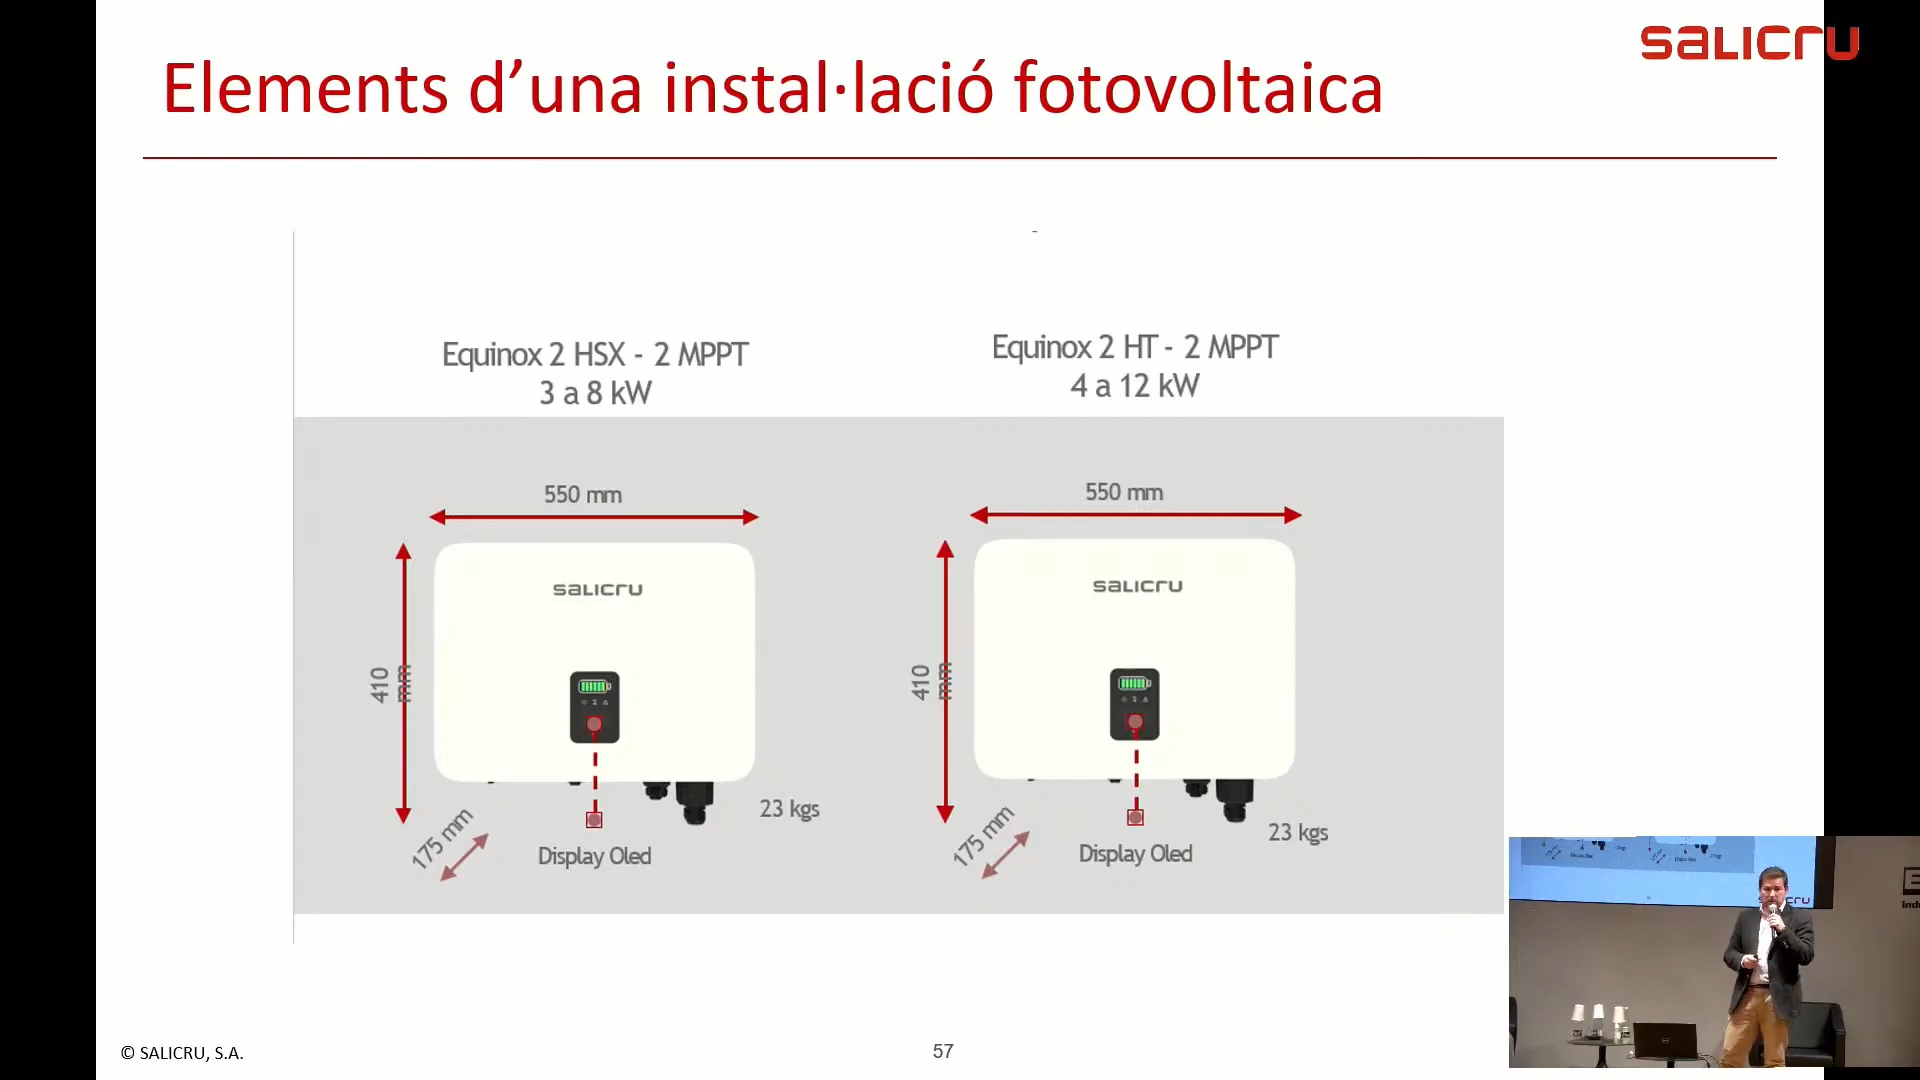 SALICRU
Elements d’una instal·lació fotovoltaica
Equinox 2 HSX - 2 MPPT
3 a 8 kW
Equinox 2 HT - 2 MPPT
4 a 12 kW
550 mm
550 mm
SALICRU
SALICRU
410
mm
410
mm
175 mm
Display Oled
23 kgs
175 mm
Display Oled
23 kgs
© SALICRU, S.A.
57